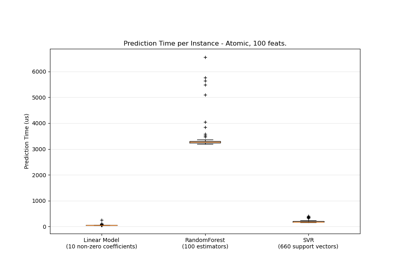 Prediction Time per Instance - Atomic, 100 feats.
6000
5000
4000
3000
2000
1000
0
Prediction Time (us)
Linear Model
(10 non-zero coefficients)
RandomForest
(100 estimators)
SVR
(660 support vectors)